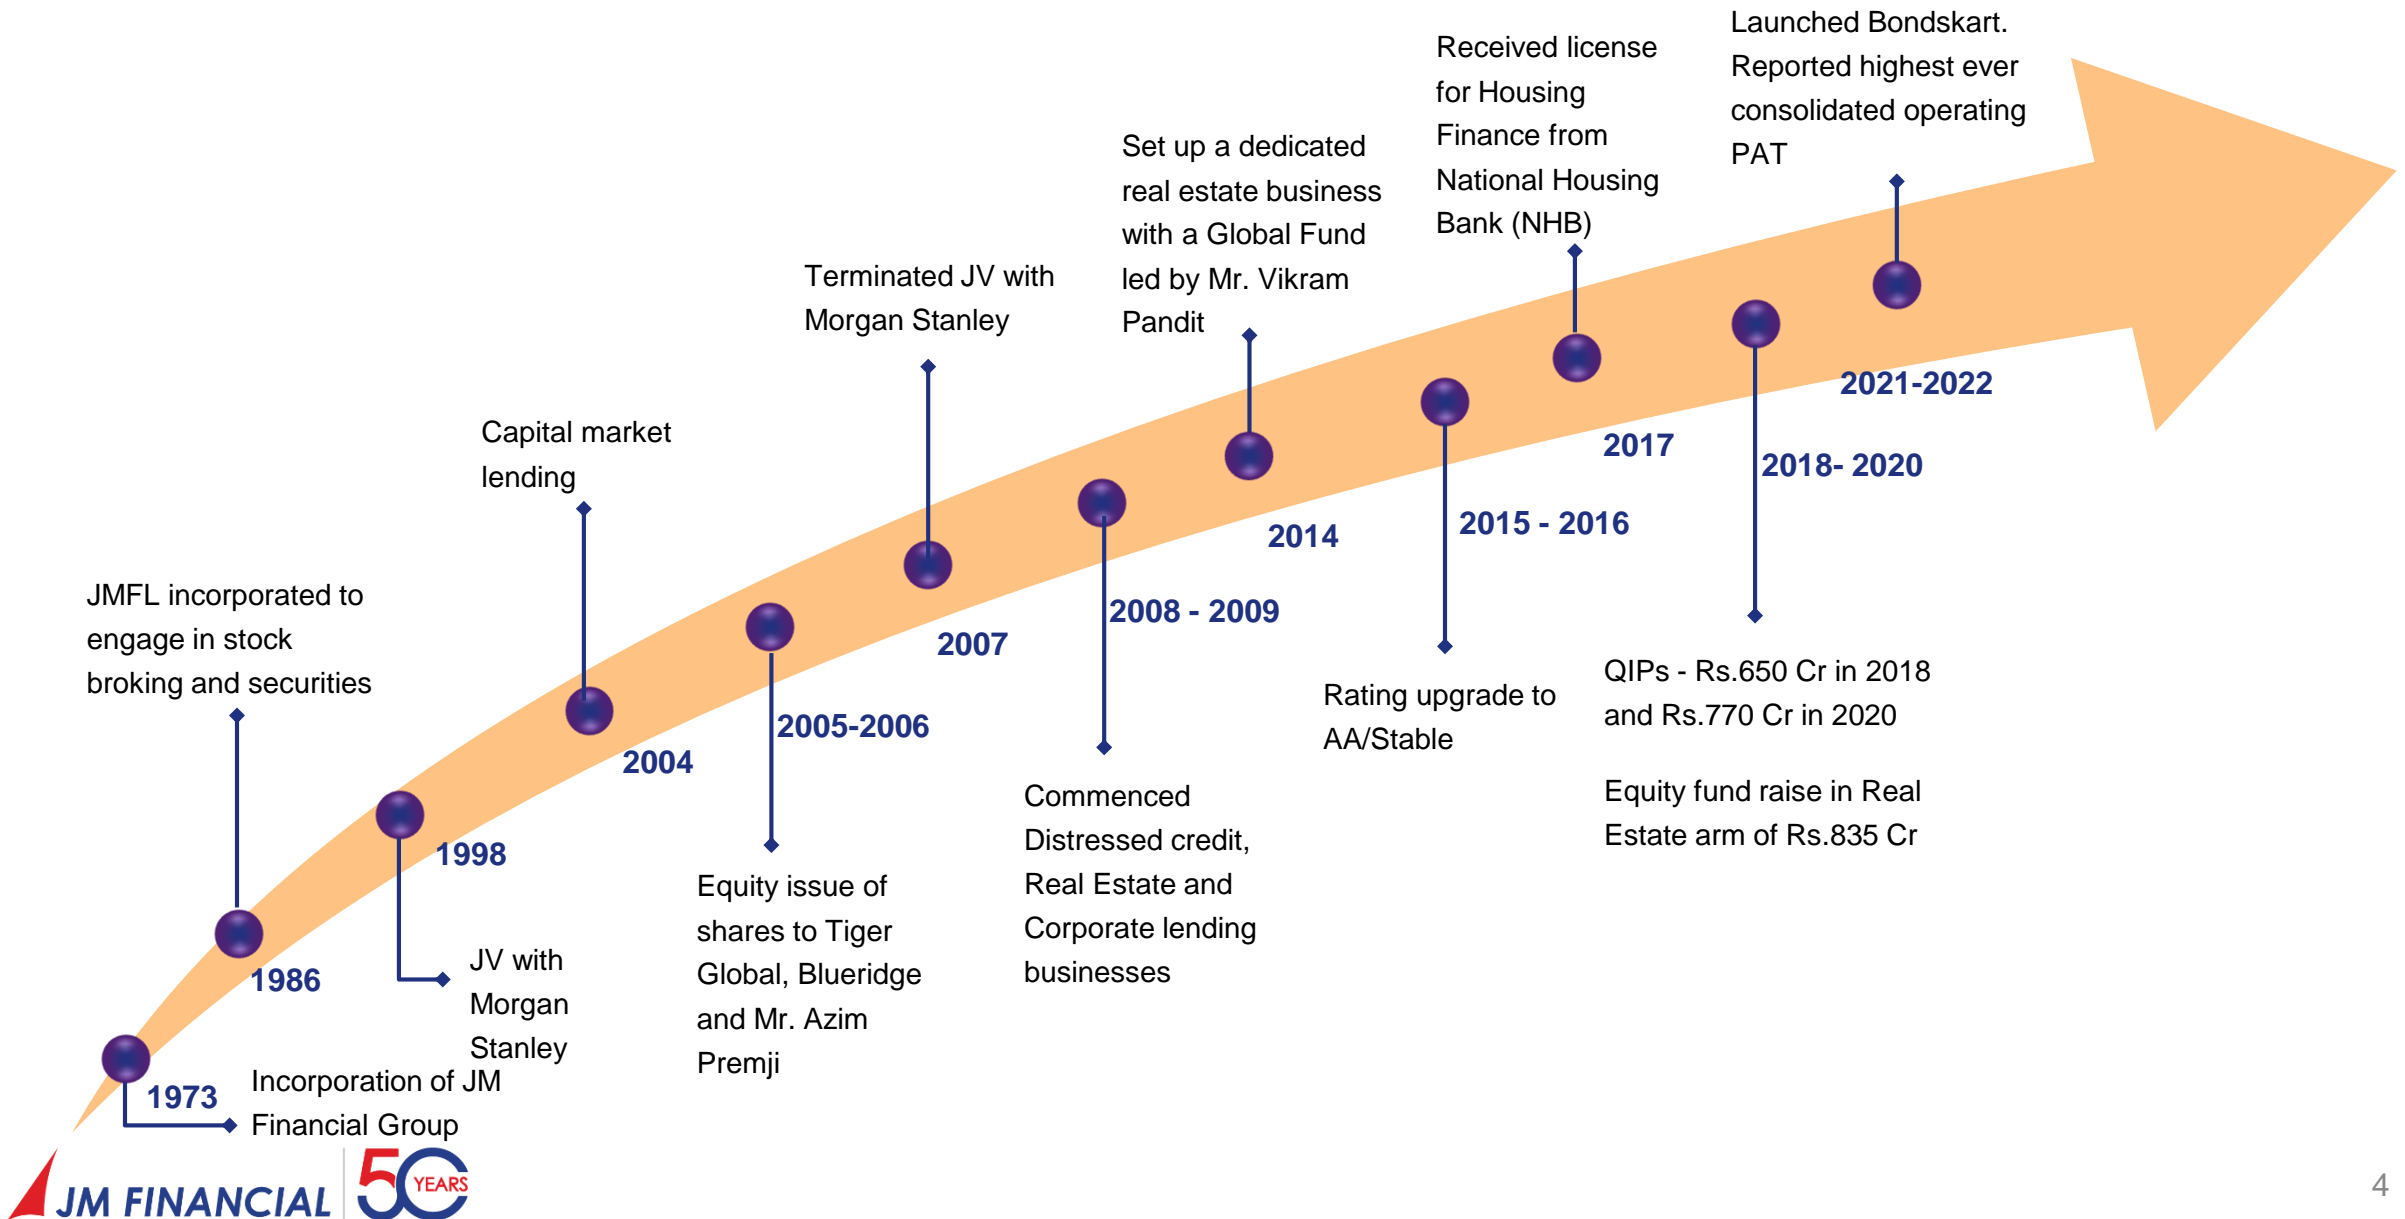 Launched Bondskart.
Reported highest ever
consolidated operating
PAT
Received license
for Housing
Finance from
National Housing
Bank (NHB)
Set up a dedicated
real estate business
with a Global Fund
led by Mr. Vikram
Pandit
Terminated JV with
Morgan Stanley
Capital market
lending
JMFL incorporated to
engage in stock
broking and securities
2021-2022
2017
2018- 2020
2015 - 2016
2014
2008 - 2009
2007
2005-2006
2004
1998
1986
1973
QIPs - Rs.650 Cr in 2018
and Rs.770 Cr in 2020
Equity fund raise in Real
Estate arm of Rs.835 Cr
Rating upgrade to
AA/Stable
Commenced
Distressed credit,
Real Estate and
Corporate lending
businesses
Equity issue of
shares to Tiger
Global, Blueridge
and Mr. Azim
Premji
JV with
Morgan
Stanley
Incorporation of JM
Financial Group
JM FINANCIAL
50
YEARS
4